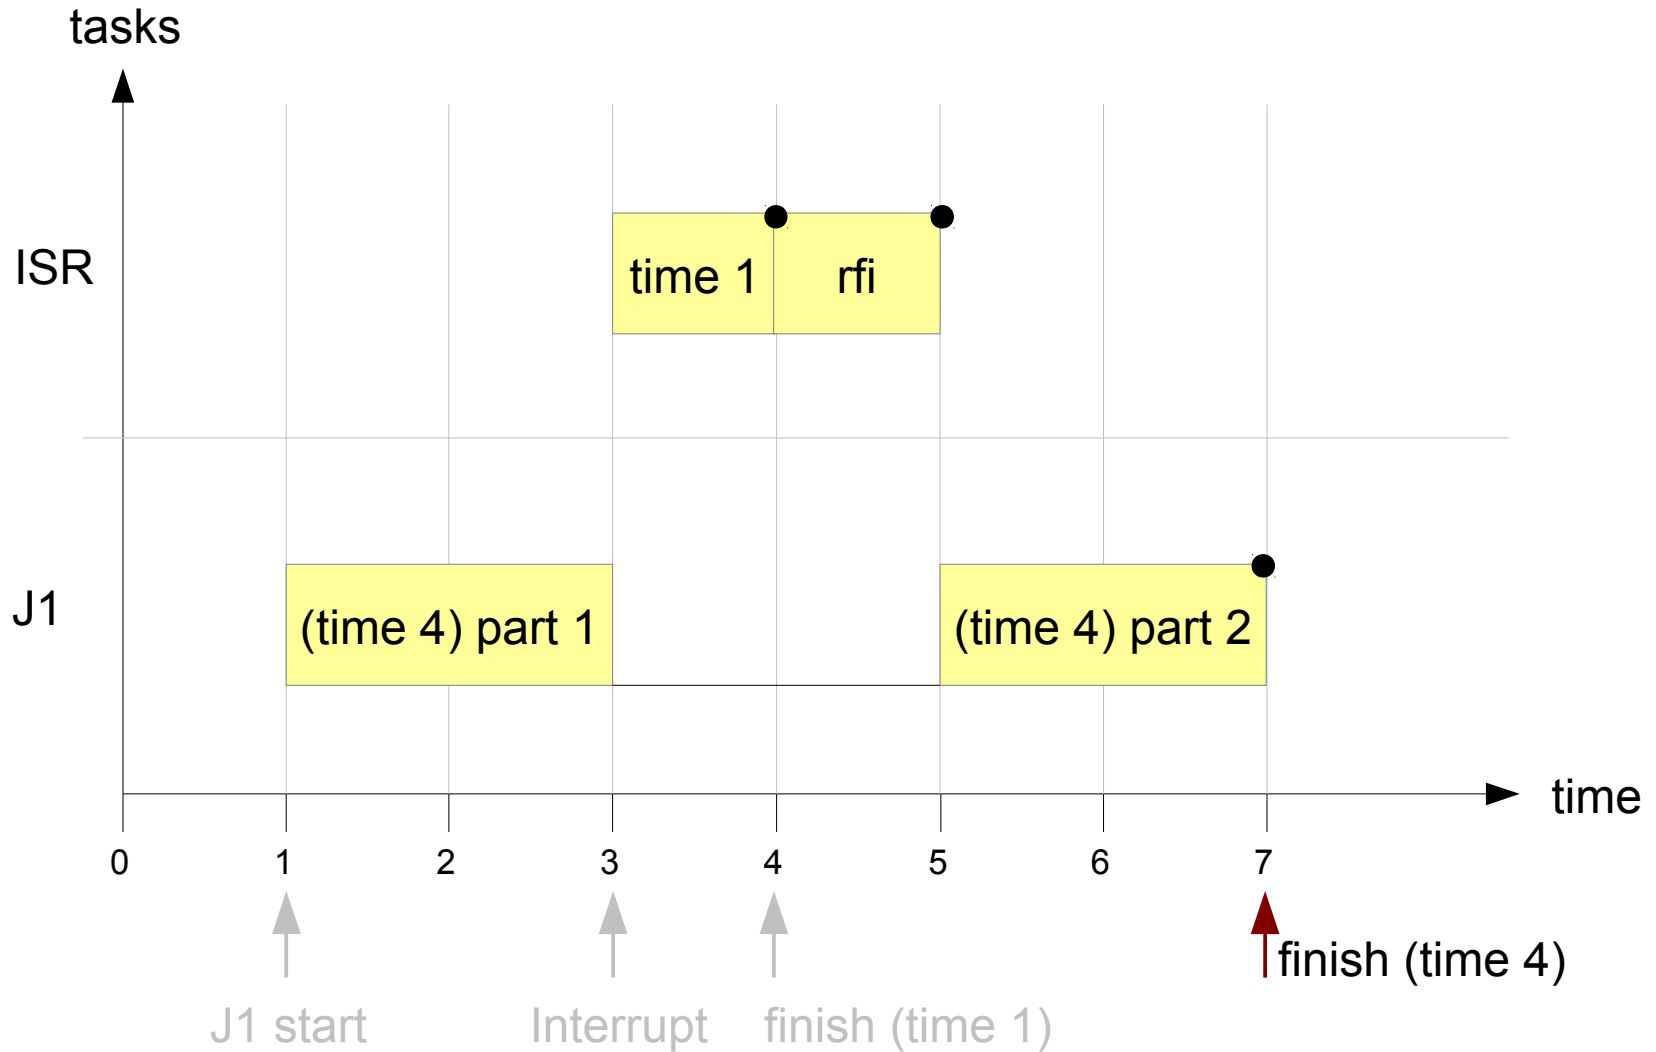 tasks
ISR
time 1
rfi
J1
(time 4) part 1
(time 4) part 2
time
0 1 2 3 4 5 6 7
finish (time 4)
J1 start
Interrupt
finish (time 1)